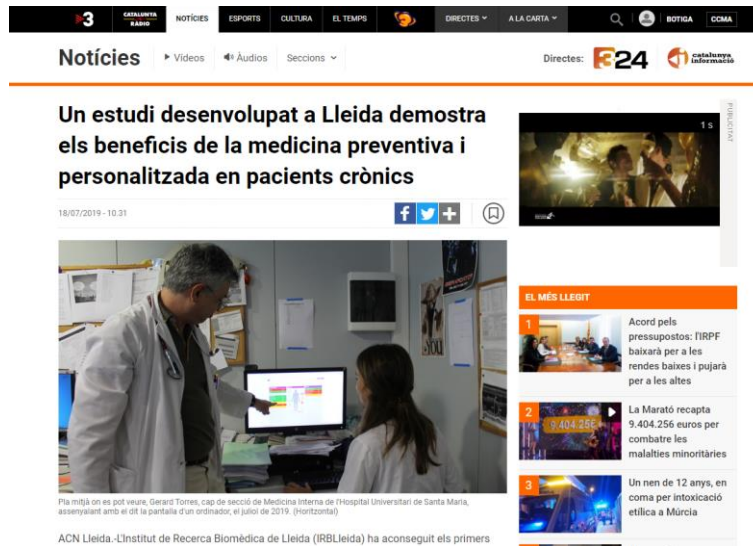 3
CATALUNYA RÀDIO
NOTÍCIES
ESPORTS
CULTURA
EL TEMPS
DIRECTES
A LA CARTA
BOTIGA
CCMA
Notícies
Vídeos
Àudios
Seccions
Directes:
324
catalunya informació
Un estudi desenvolupat a Lleida demostra
els beneficis de la medicina preventiva i
personalitzada en pacients crònics
18/07/2019 - 10.31
Pla mitjà on es pot veure, Gerard Torres, cap de secció de Medicina Interna de l'Hospital Universitari de Santa Maria,
assenyalant amb el dit la pantalla d'un ordinador, el juliol de 2019. (Horitzontal)
ACN Lleida.-L'Institut de Recerca Biomèdica de Lleida (IRBLleida) ha aconseguit els primers
1 s
PUBLICITAT
EL MÉS LLEGIT
1
Acord pels
pressupostos: l'IRPF
baixarà per a les
rendes baixes i pujarà
per a les altes
2
9.404.256€
La Marató recapta
9.404.256 euros per
combatre les
malalties minoritàries
3
Un nen de 12 anys, en
coma per intoxicació
etílica a Múrcia